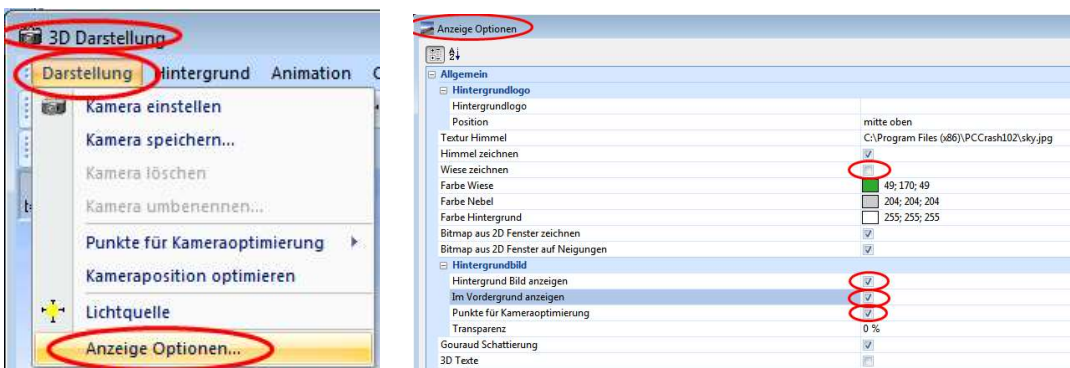 3D Darstellung
Darstellung Hintergrund Animation
Kamera einstellen
Kamera speichern...
Kamera löschen
Kamera umbenennen...
Punkte für Kameraoptimierung
Kameraposition optimieren
Lichtquelle
Anzeige Optionen...
Anzeige Optionen
Allgemein
Hintergrundlogo
Hintergrundlogo
Position mitte oben
Textur Himmel C:\Program Files (x86)\PCCrash102\sky.jpg
Himmel zeichnen
Wiese zeichnen
Farbe Wiese 49; 170; 49
Farbe Nebel 204; 204; 204
Farbe Hintergrund 255; 255; 255
Bitmap aus 2D Fenster zeichnen
Bitmap aus 2D Fenster auf Neigungen
Hintergrundbild
Hintergrund Bild anzeigen
Im Vordergrund anzeigen
Punkte für Kameraoptimierung
Transparenz 0 %
Gouraud Schattierung
3D Texte